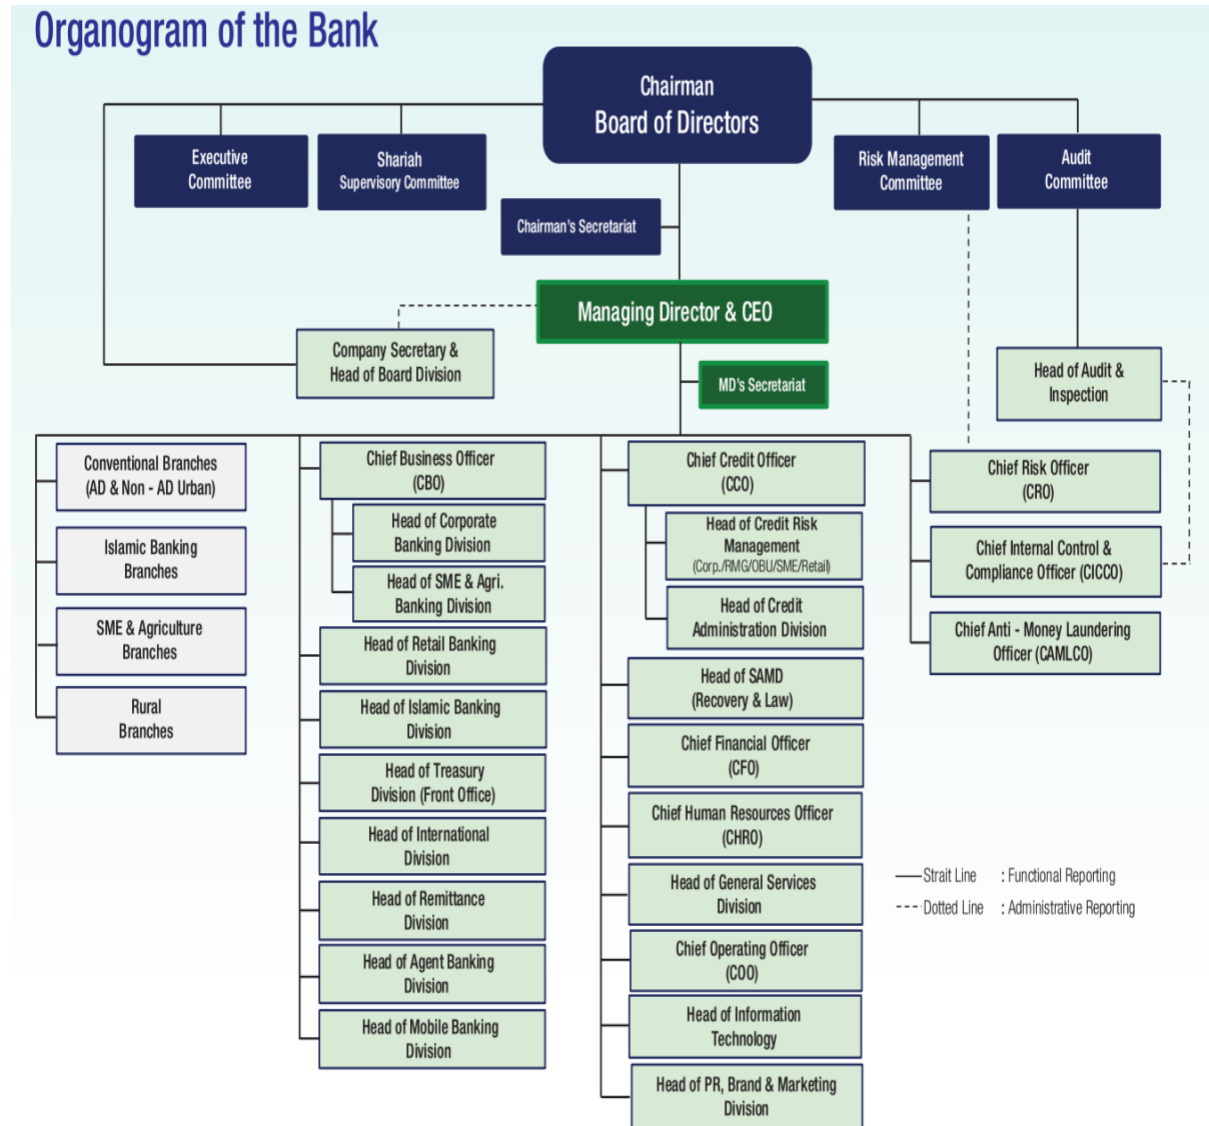 Organogram of the Bank
Chairman
Board of Directors
Executive
Committee
Shariah
Supervisory Committee
Risk Management
Committee
Audit
Committee
Chairman's Secretariat
Managing Director & CEO
Company Secretary &
Head of Board Division
MD's Secretariat
Head of Audit &
Inspection
Conventional Branches
(AD & Non - AD Urban)
Islamic Banking
Branches
SME & Agriculture
Branches
Rural
Branches
Chief Business Officer
(CBO)
Head of Corporate
Banking Division
Head of SME & Agri.
Banking Division
Head of Retail Banking
Division
Head of Islamic Banking
Division
Head of Treasury
Division (Front Office)
Head of International
Division
Head of Remittance
Division
Head of Agent Banking
Division
Head of Mobile Banking
Division
Chief Credit Officer
(CCO)
Head of Credit Risk
Management
(Corp./RMG/OBU/SME/Retail)
Head of Credit
Administration Division
Head of SAMD
(Recovery & Law)
Chief Financial Officer
(CFO)
Chief Human Resources Officer
(CHRO)
Head of General Services
Division
Chief Operating Officer
(COO)
Head of Information
Technology
Head of PR, Brand & Marketing
Division
Chief Risk Officer
(CRO)
Chief Internal Control &
Compliance Officer (CICCO)
Chief Anti - Money Laundering
Officer (CAMLCO)
Strait Line : Functional Reporting
Dotted Line : Administrative Reporting